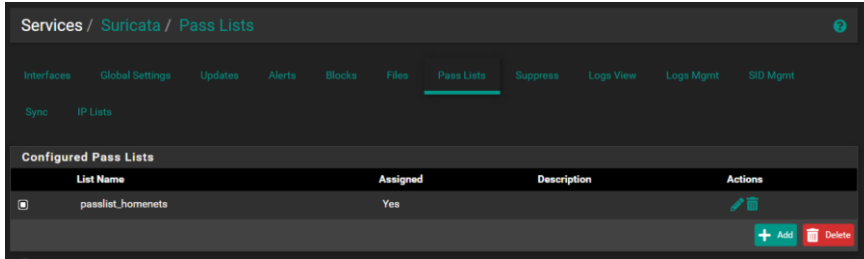 Services / Suricata / Pass Lists
Interfaces Global Settings Updates Alerts Blocks Files Pass Lists Suppress Logs View Logs Mgmt SID Mgmt
Sync IP Lists
Configured Pass Lists
List Name Assigned Description Actions
passlist_homenets Yes
Add Delete